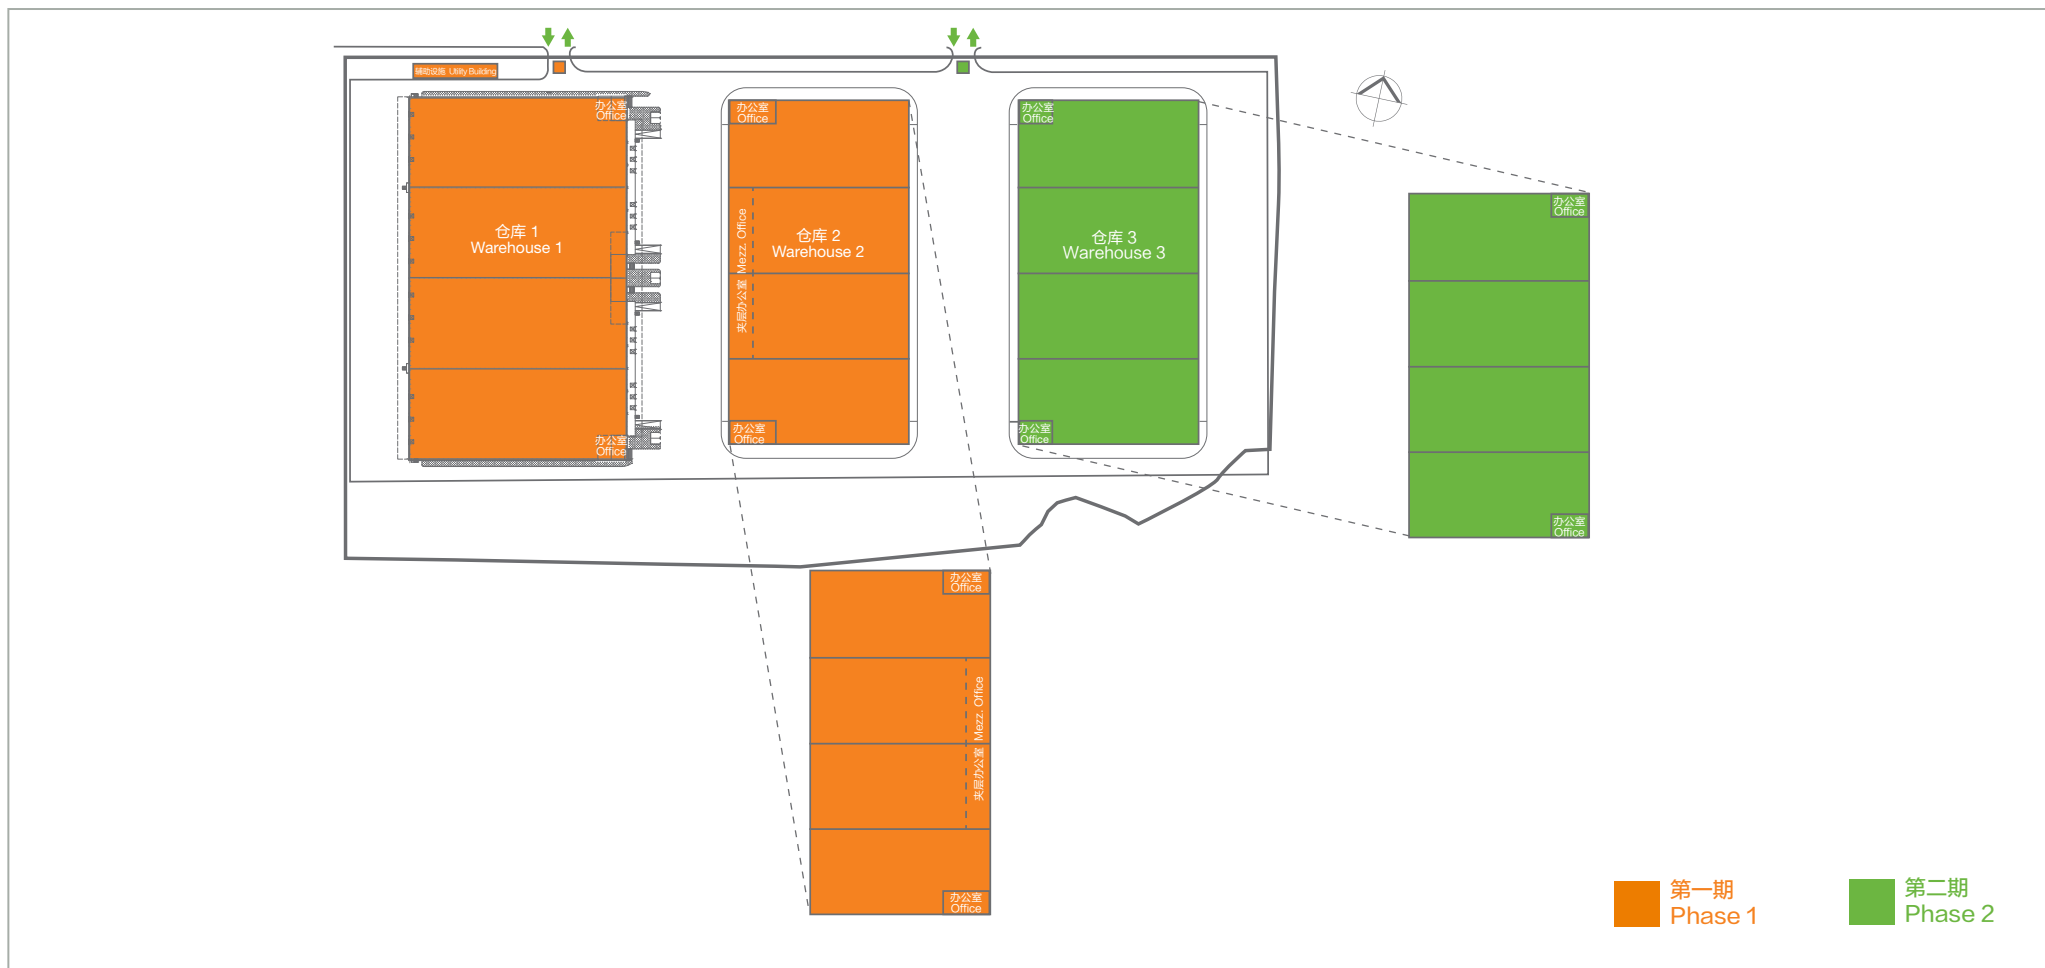 辅助设施 Utility Building
办公室
Office
办公室
Office
办公室
Office
仓库 1
Warehouse 1
夹层办公室 Mezz. Office
仓库 2
Warehouse 2
仓库 3
Warehouse 3
办公室
Office
办公室
Office
办公室
Office
办公室
Office
办公室
Office
办公室
Office
夹层办公室 Mezz. Office
办公室
Office
第一期
Phase 1
第二期
Phase 2